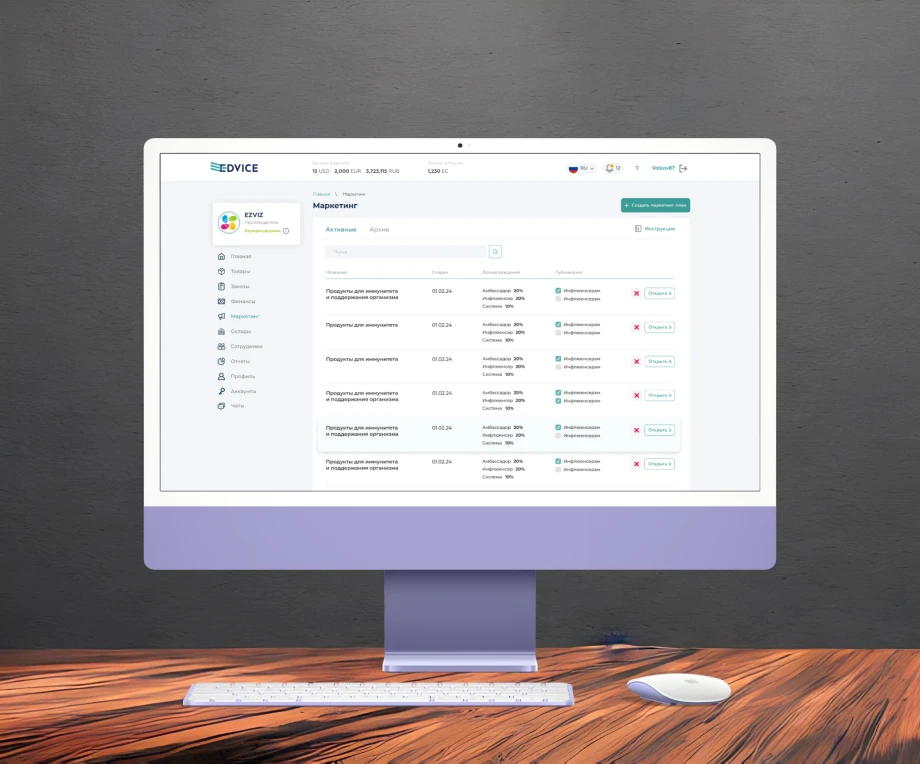 EDVICE
15 USD 2,000 EUR 3,723,115 RUB
1,230 EC
RU
12
?
Volkov87
Главная \ Маркетинг
Маркетинг
+ Создать маркетинг план
EZVIZ
Производитель
Верифицирован
Главная
Товары
Заказы
Финансы
Маркетинг
Склады
Сотрудники
Отчеты
Профиль
Аккаунты
Чаты
Активные Архив
Инструкция
Поиск
Название Создан Вознаграждения Публикация
Продукты для иммунитета
и поддержания организма
01.02.24
Амбассадор 20%
Инфлюенсер 20%
Система 10%
Инфлюенсерам
Инфлюенсерам
Открыть
Продукты для иммунитета
01.02.24
Амбассадор 20%
Инфлюенсер 20%
Система 10%
Инфлюенсерам
Инфлюенсерам
Открыть
Продукты для иммунитета
01.02.24
Амбассадор 20%
Инфлюенсер 20%
Система 10%
Инфлюенсерам
Инфлюенсерам
Открыть
Продукты для иммунитета
и поддержания организма
01.02.24
Амбассадор 20%
Инфлюенсер 20%
Система 10%
Инфлюенсерам
Инфлюенсерам
Открыть
Продукты для иммунитета
и поддержания организма
01.02.24
Амбассадор 20%
Инфлюенсер 20%
Система 10%
Инфлюенсерам
Инфлюенсерам
Открыть
Продукты для иммунитета
и поддержания организма
01.02.24
Амбассадор 20%
Инфлюенсер 20%
Система 10%
Инфлюенсерам
Инфлюенсерам
Открыть